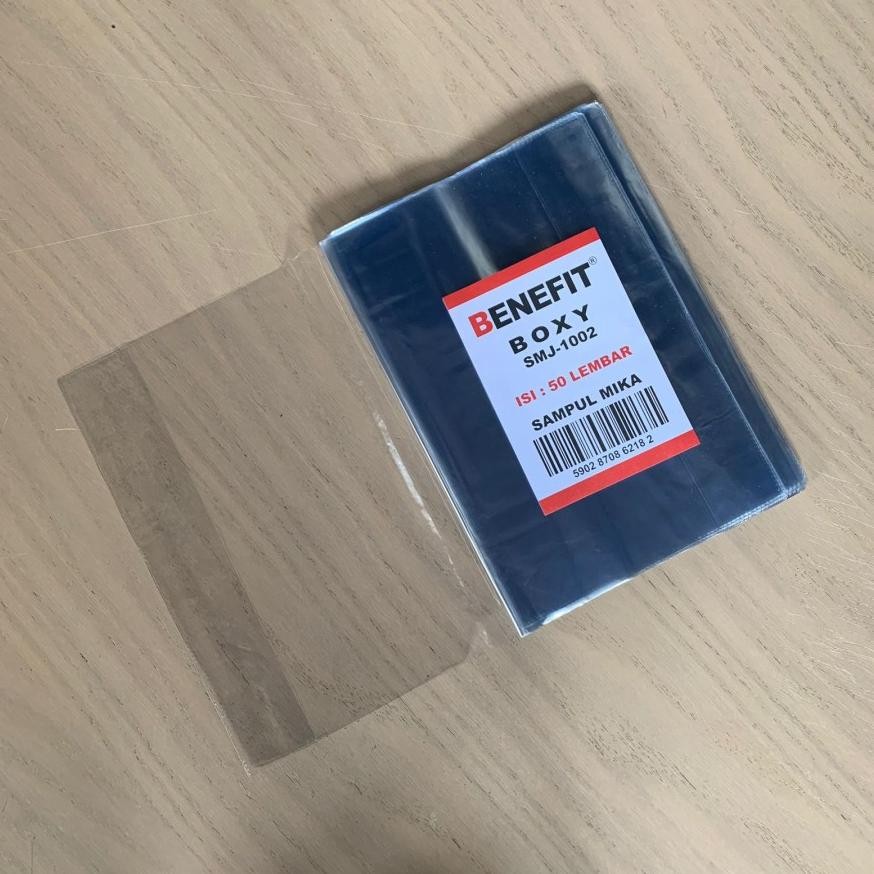 BENEFIT®
BOXY
SMJ-1002
ISI : 50 LEMBAR
SAMPUL MIKA
5902 8708 6218 2